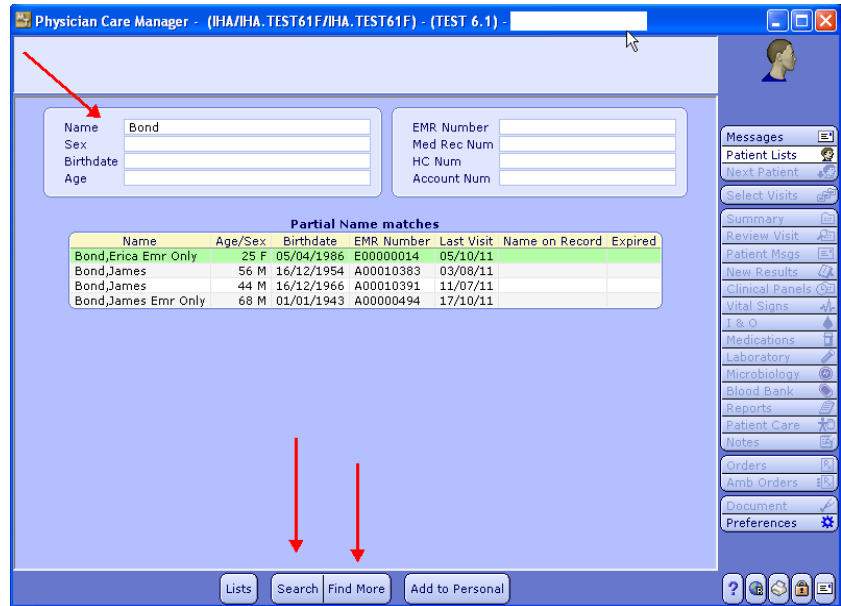 Physician Care Manager - (IHA/IHA.TEST61F/IHA.TEST61F) - (TEST 6.1) -
Name Bond
Sex
Birthdate
Age
EMR Number
Med Rec Num
HC Num
Account Num
Partial Name matches
Name Age/Sex Birthdate EMR Number Last Visit Name on Record Expired
Bond,Erica Emr Only 25 F 05/04/1986 E00000014 05/10/11
Bond,James 56 M 16/12/1954 A00010383 03/08/11
Bond,James 44 M 16/12/1966 A00010391 11/07/11
Bond,James Emr Only 68 M 01/01/1943 A00000494 17/10/11
Lists Search Find More Add to Personal
Messages
Patient Lists
Next Patient
Select Visits
Summary
Review Visit
Patient Msgs
New Results
Clinical Panels
Vital Signs
I & O
Medications
Laboratory
Microbiology
Blood Bank
Reports
Patient Care
Notes
Orders
Amb Orders
Document
Preferences
?